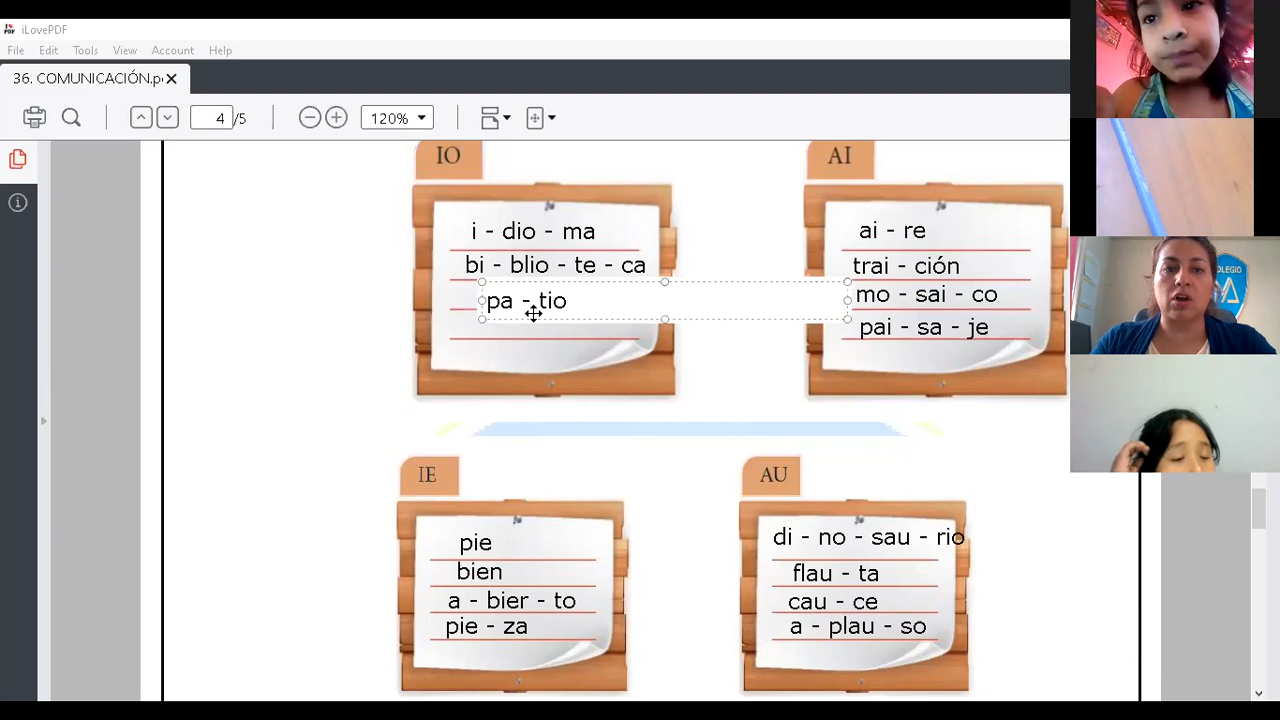 iLovePDF
File Edit Tools View Account Help
36. COMUNICACIÓN.p
4 /5
120%
IO
i - dio - ma
bi - blio - te - ca
pa - tio
AI
ai - re
trai - ción
mo - sai - co
pai - sa - je
IE
pie
bien
a - bier - to
pie - za
AU
di - no - sau - rio
flau - ta
cau - ce
a - plau - so
OLEGIO